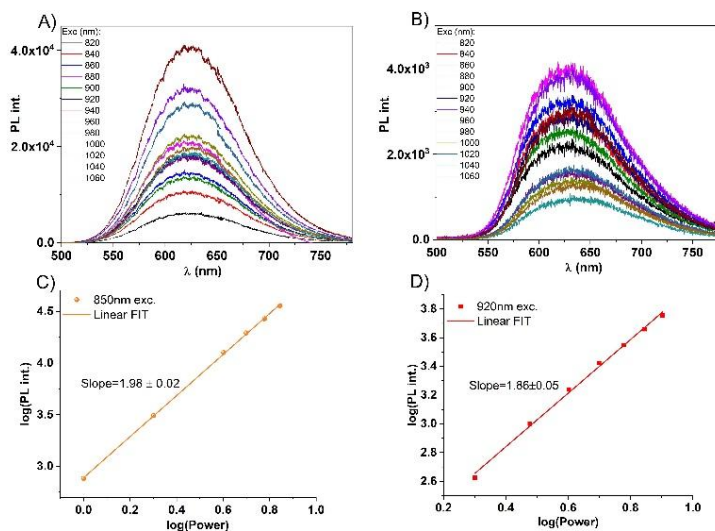 A)
Exc (nm):
820
840
860
880
900
920
940
960
980
1000
1020
1040
1060
4.0x10⁴
2.0x10⁴
0.0
PL int.
500 550 600 650 700 750
λ (nm)
B)
Exc (nm):
820
840
860
880
900
920
940
960
980
1000
1020
1040
1060
4.0x10³
2.0x10³
0.0
PL int.
500 550 600 650 700 750
λ (nm)
C)
850nm exc.
Linear FIT
Slope=1.98 ± 0.02
4.5
4.0
3.5
3.0
log(PL int.)
0.0 0.2 0.4 0.6 0.8 1.0
log(Power)
D)
920nm exc.
Linear FIT
Slope=1.86±0.05
3.8
3.6
3.4
3.2
3.0
2.8
2.6
log(PL int.)
0.2 0.4 0.6 0.8 1.0
log(Power)